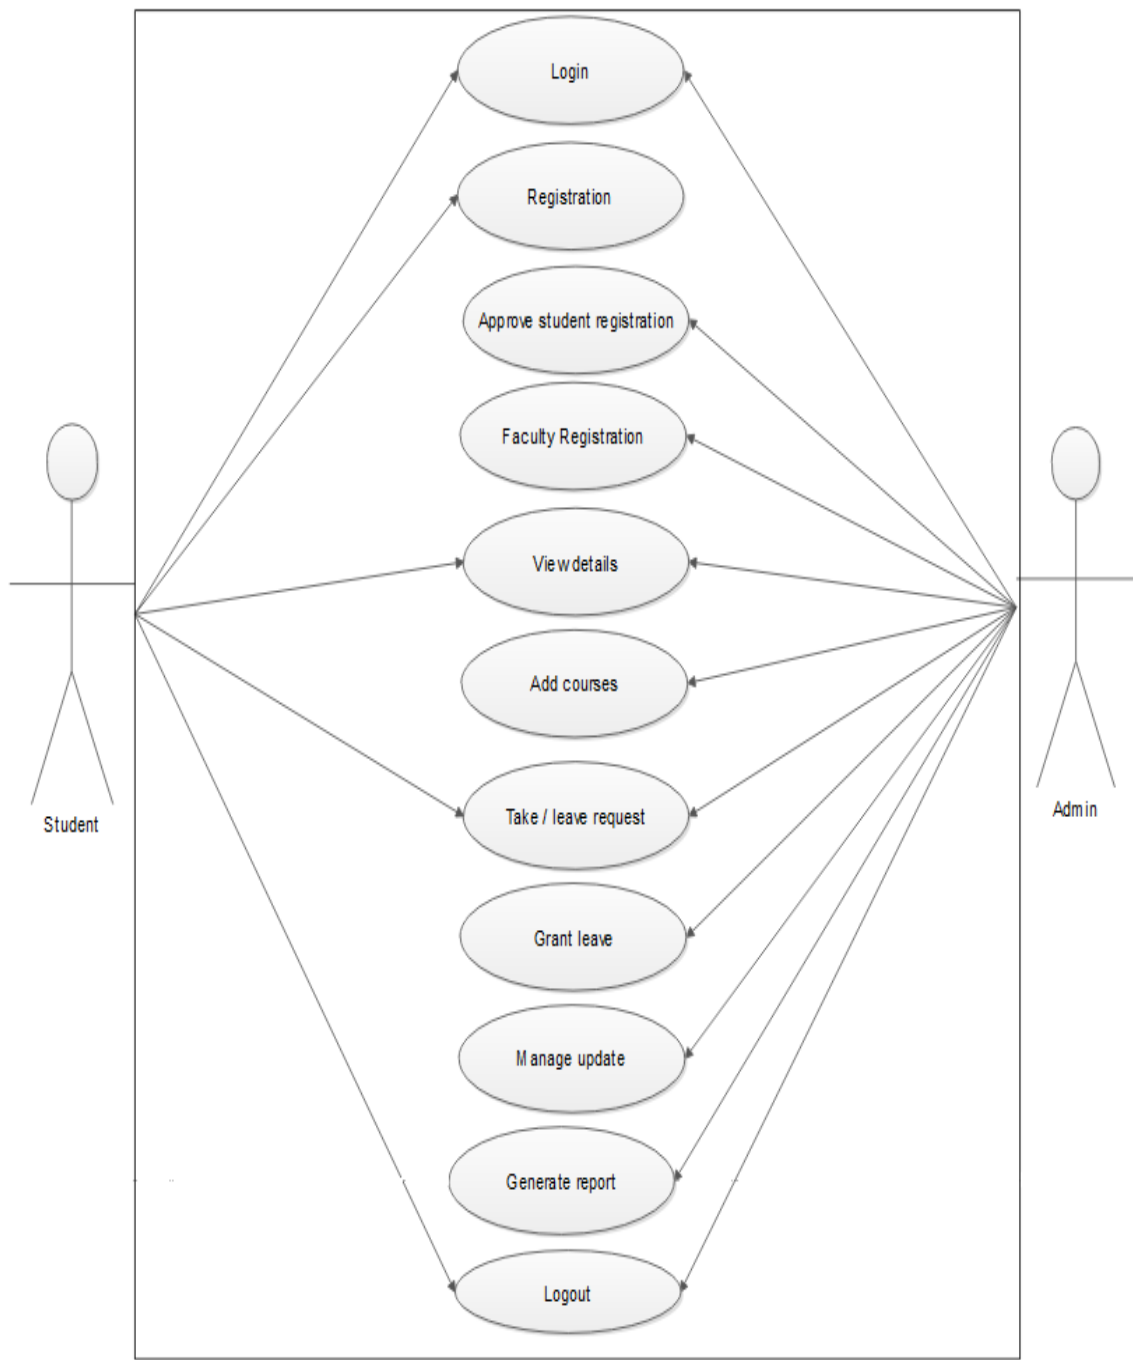 Login
Registration
Approve student registration
Faculty Registration
View details
Add courses
Take / leave request
Student
Admin
Grant leave
Manage update
Generate report
Logout